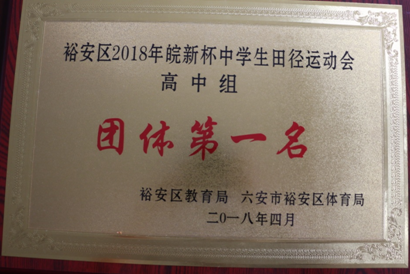 裕安区2018年皖新杯中学生田径运动会
高中组
团体第一名
裕安区教育局 六安市裕安区体育局
二〇一八年四月